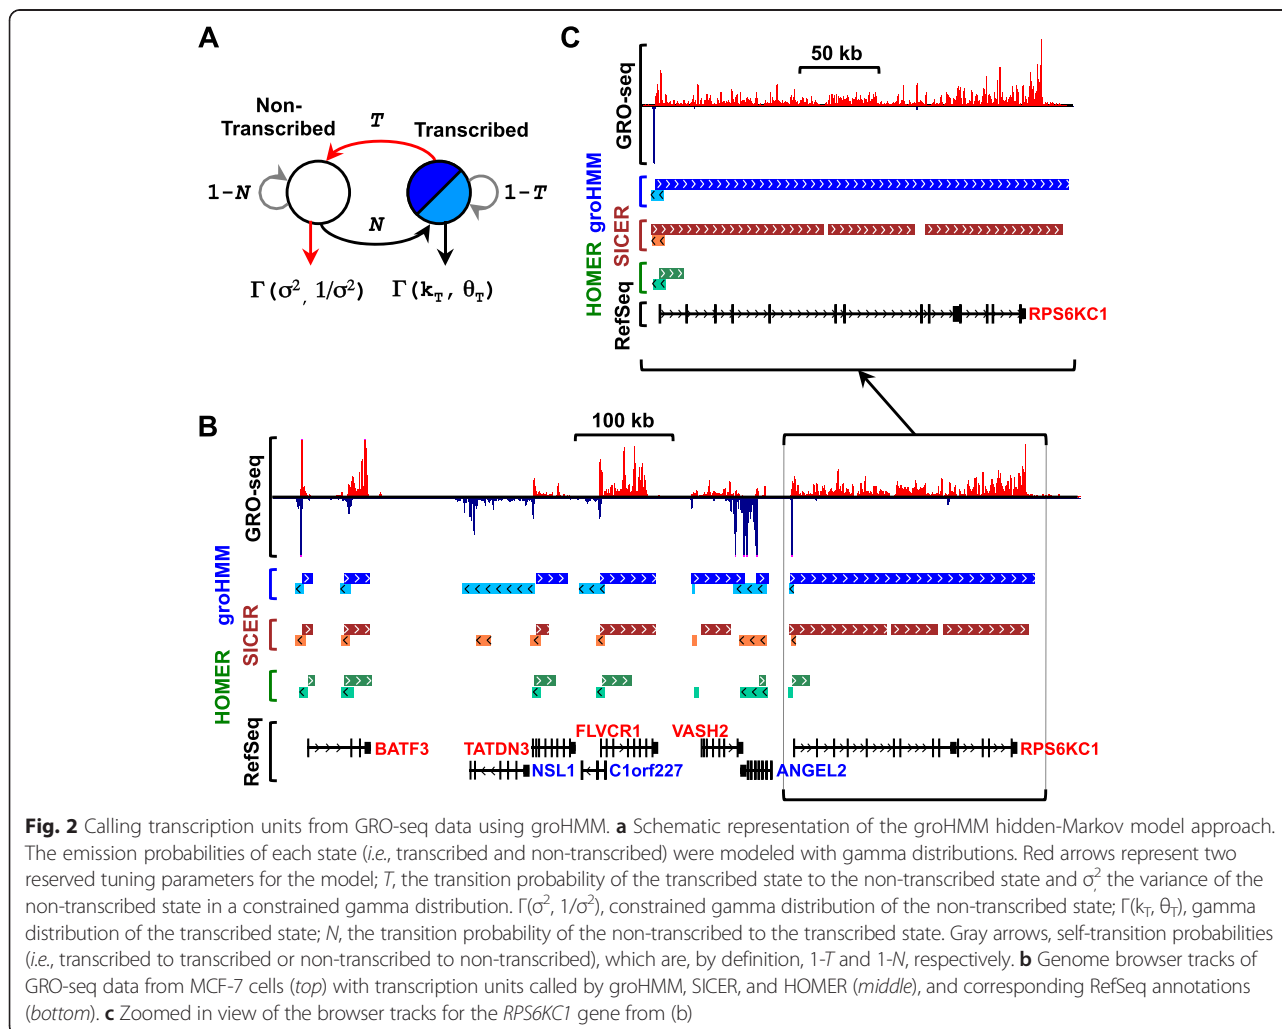 A
Non-
Transcribed
T
Transcribed
1-N
1-T
N
Γ(σ², 1/σ²)
Γ(k_T, θ_T)
C
50 kb
GRO-seq
groHMM
SICER
HOMER
RefSeq
RPS6KC1
B
100 kb
GRO-seq
groHMM
SICER
HOMER
RefSeq
FLVCR1
VASH2
BATF3
TATDN3
RPS6KC1
NSL1
C1orf227
ANGEL2
Fig. 2 Calling transcription units from GRO-seq data using groHMM. a Schematic representation of the groHMM hidden-Markov model approach.
The emission probabilities of each state (i.e., transcribed and non-transcribed) were modeled with gamma distributions. Red arrows represent two
reserved tuning parameters for the model; T, the transition probability of the transcribed state to the non-transcribed state and σ², the variance of the
non-transcribed state in a constrained gamma distribution. Γ(σ², 1/σ²), constrained gamma distribution of the non-transcribed state; Γ(k_T, θ_T), gamma
distribution of the transcribed state; N, the transition probability of the non-transcribed to the transcribed state. Gray arrows, self-transition probabilities
(i.e., transcribed to transcribed or non-transcribed to non-transcribed), which are, by definition, 1-T and 1-N, respectively. b Genome browser tracks of
GRO-seq data from MCF-7 cells (top) with transcription units called by groHMM, SICER, and HOMER (middle), and corresponding RefSeq annotations
(bottom). c Zoomed in view of the browser tracks for the RPS6KC1 gene from (b)